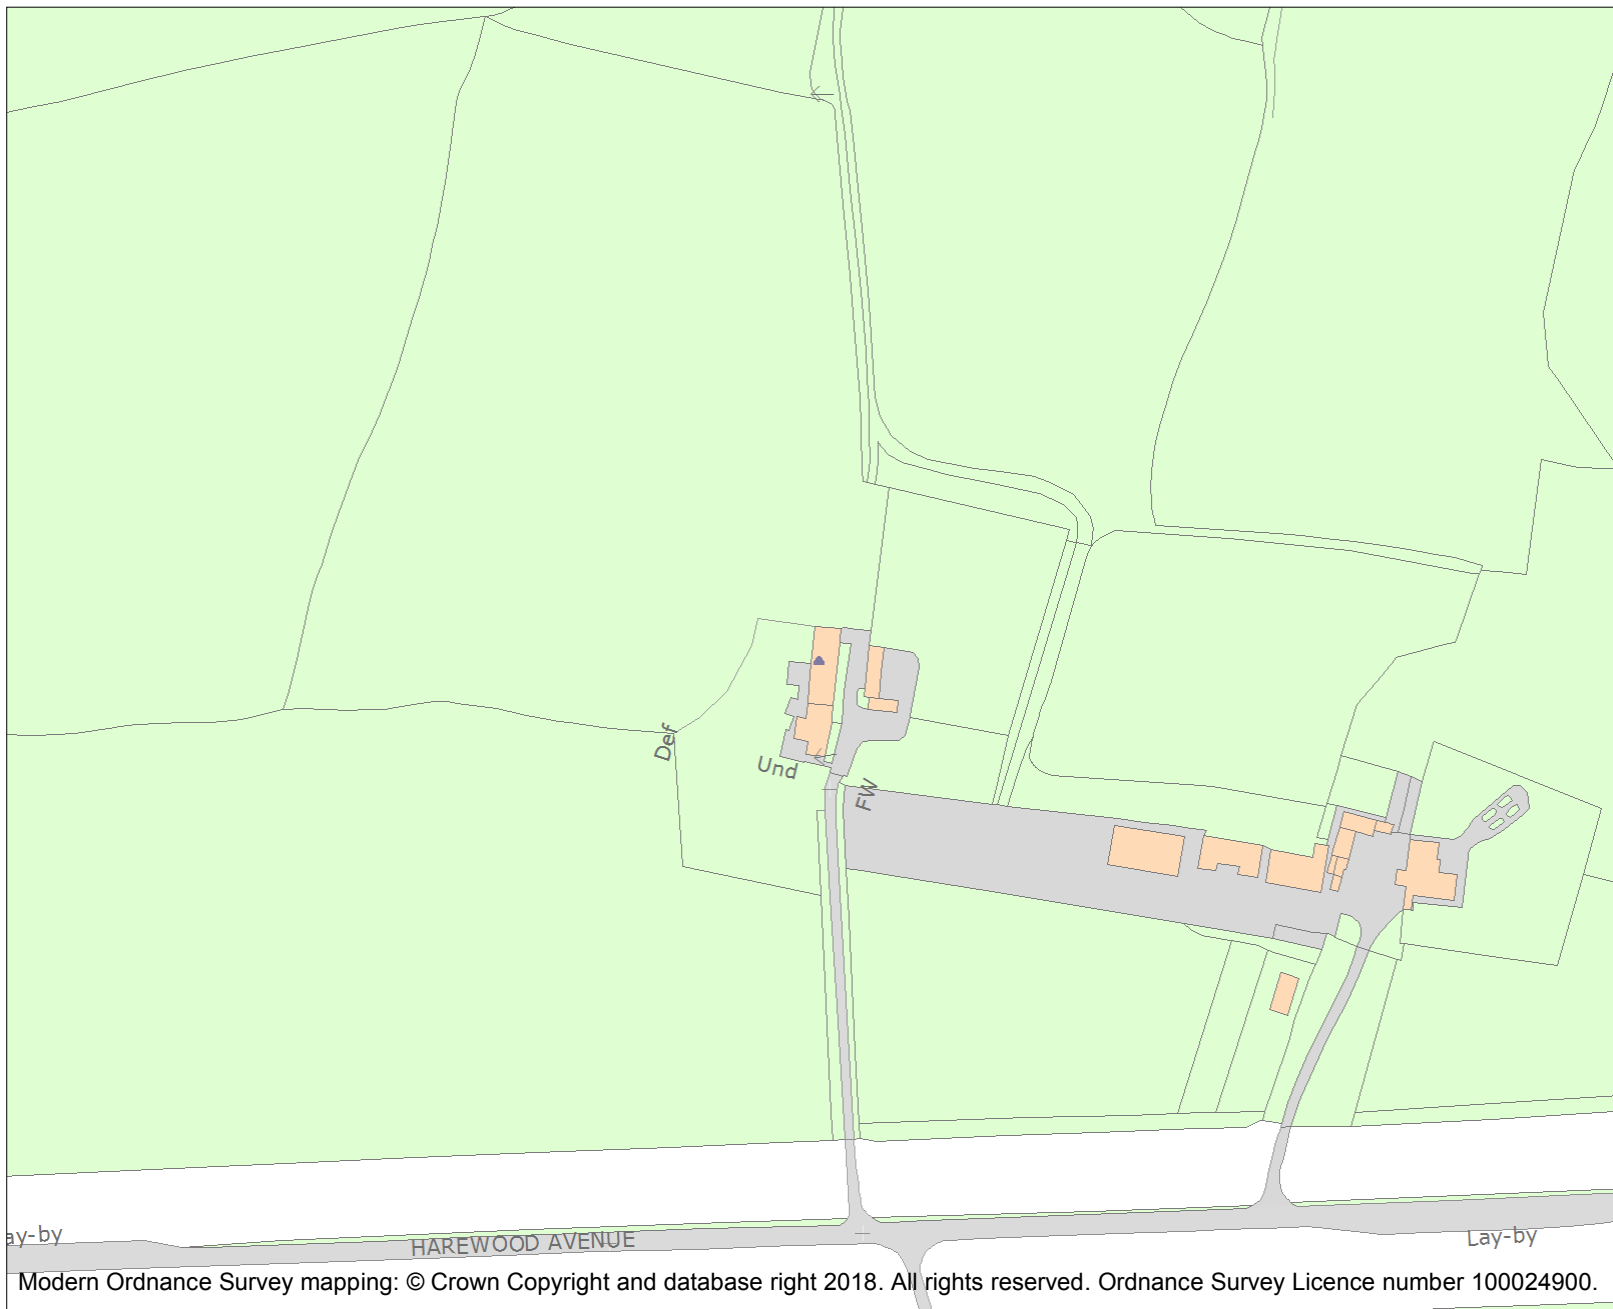 Def
Und
FW
ay-by
HAREWOOD AVENUE
Lay-by
Modern Ordnance Survey mapping: © Crown Copyright and database right 2018. All rights reserved. Ordnance Survey Licence number 100024900.